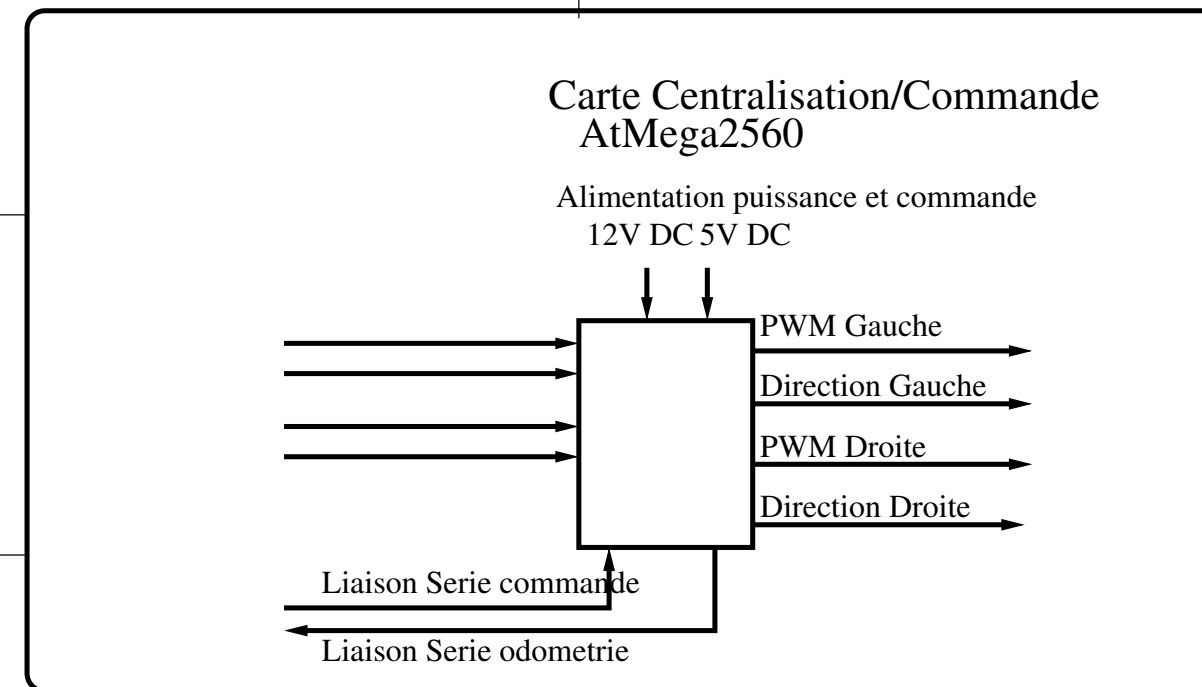 Carte Centralisation/Commande
AtMega2560
Alimentation puissance et commande
12V DC 5V DC
PWM Gauche
Direction Gauche
PWM Droite
Direction Droite
Liaison Serie commande
Liaison Serie odometrie